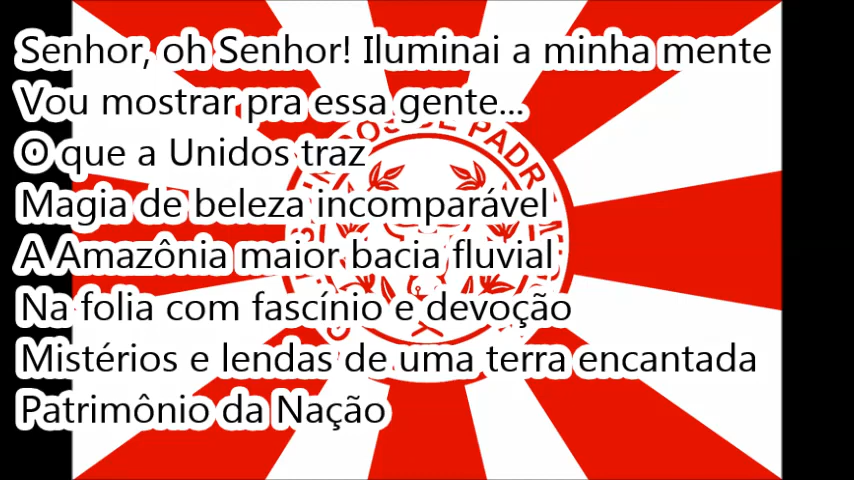 Senhor, oh Senhor! Iluminai a minha mente
Vou mostrar pra essa gente...
O que a Unidos traz
Magia de beleza incomparável
A Amazônia maior bacia fluvial
Na folia com fascínio e devoção
Mistérios e lendas de uma terra encantada
Patrimônio da Nação